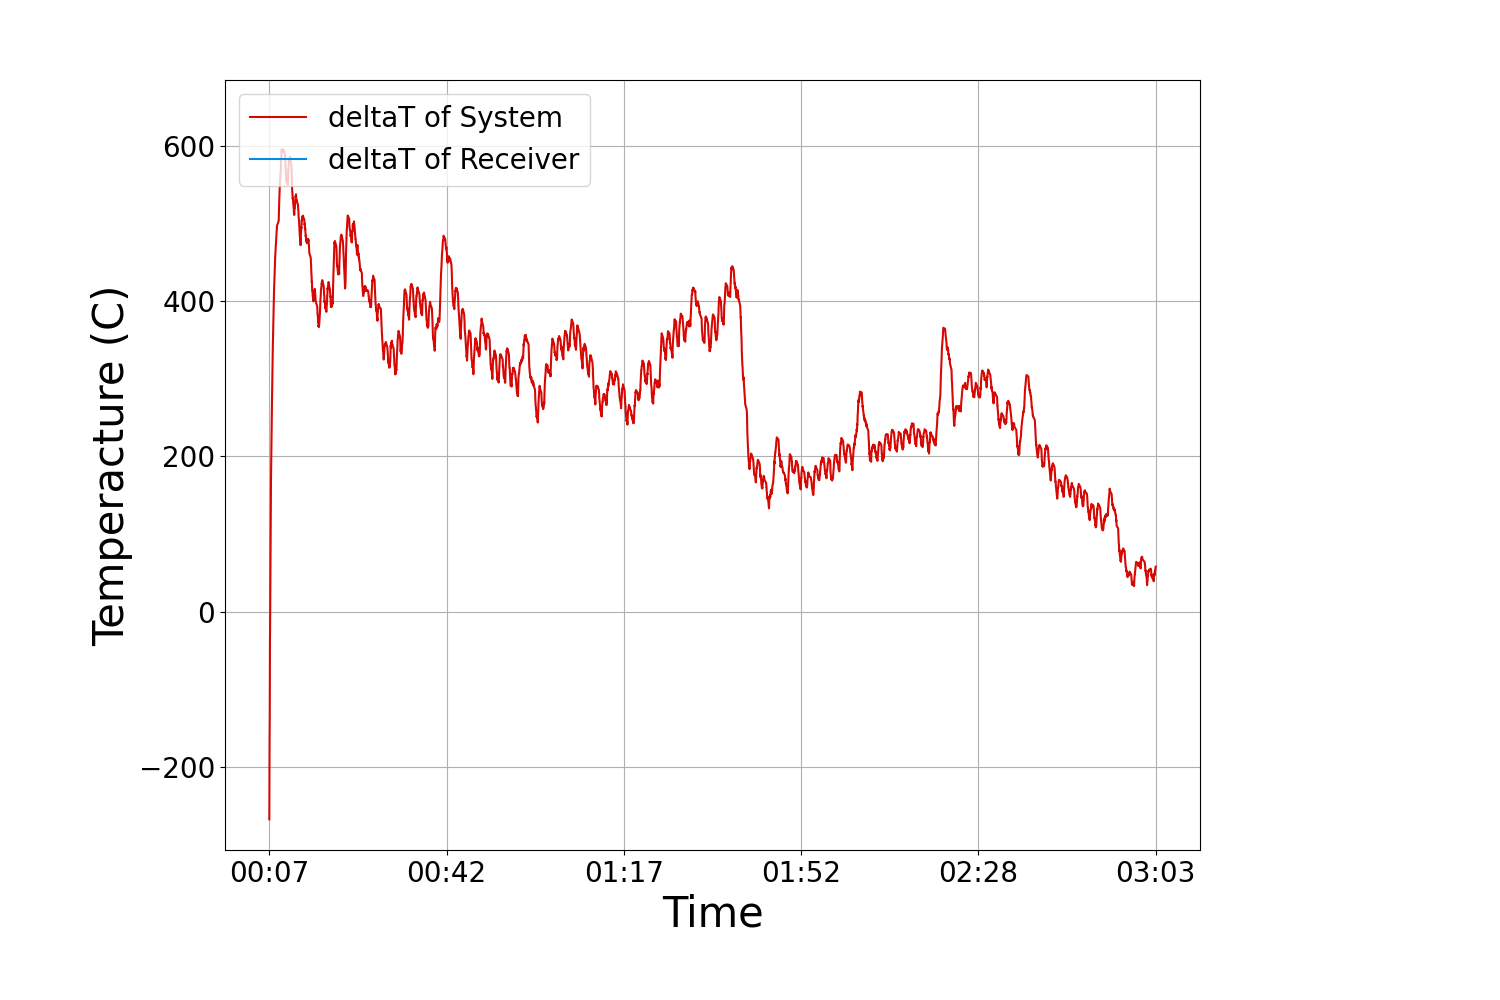 deltaT of System
deltaT of Receiver
600
400
200
0
−200
Temperacture (C)
00:07 00:42 01:17 01:52 02:28 03:03
Time